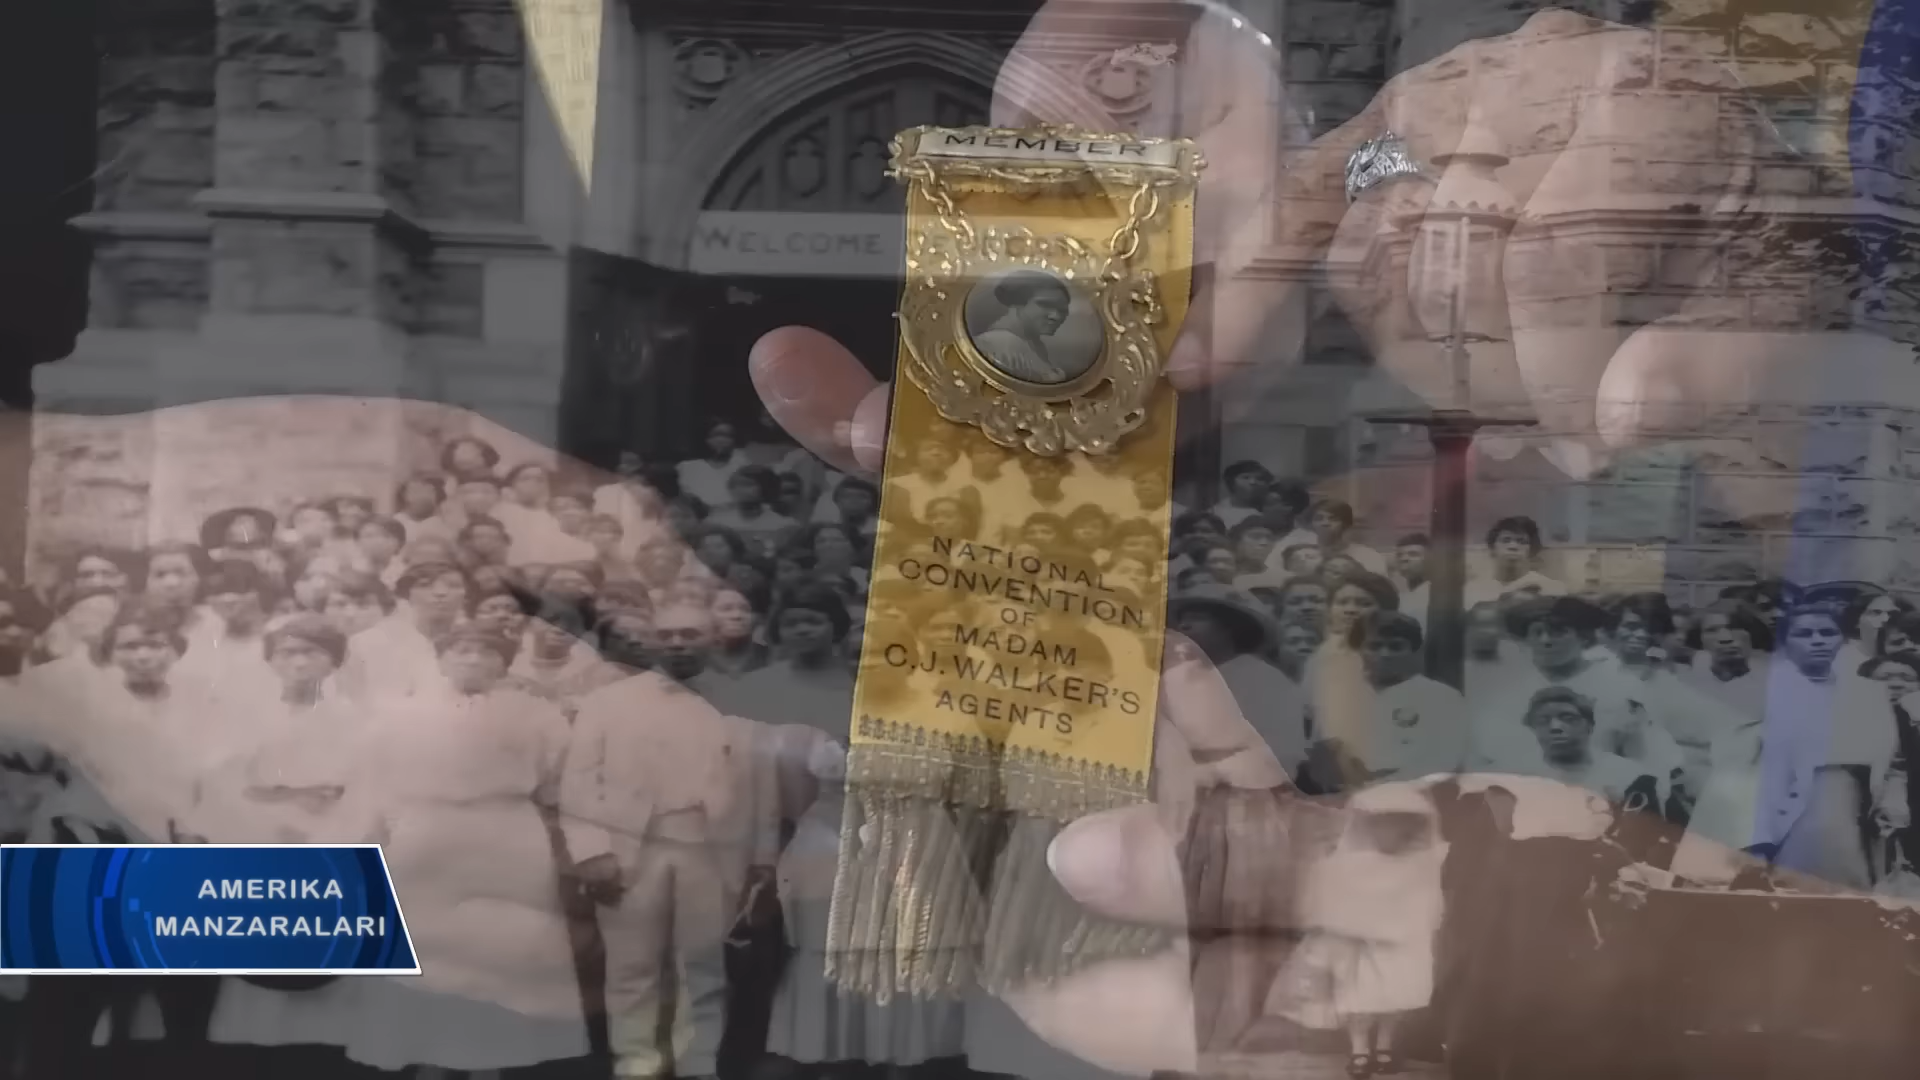 MEMBER
WELCOME
NATIONAL
CONVENTION
OF
MADAM
C.J. WALKER'S
AGENTS
AMERIKA
MANZARALARI